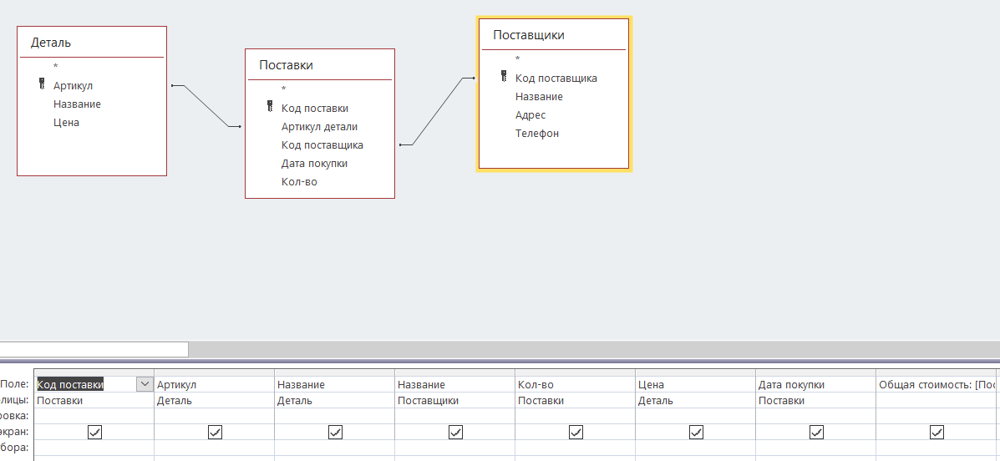 Деталь
*
Артикул
Название
Цена
Поставки
*
Код поставки
Артикул детали
Код поставщика
Дата покупки
Кол-во
Поставщики
*
Код поставщика
Название
Адрес
Телефон
Поле: Код поставки Артикул Название Название Кол-во Цена Дата покупки Общая стоимость: [Пос
лицы: Поставки Деталь Деталь Поставщики Поставки Деталь Поставки
ровка:
экран:
бора: